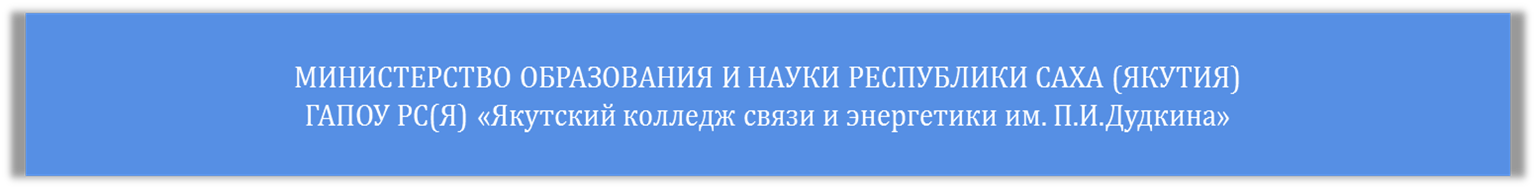 МИНИСТЕРСТВО ОБРАЗОВАНИЯ И НАУКИ РЕСПУБЛИКИ САХА (ЯКУТИЯ)
ГАПОУ РС(Я) «Якутский колледж связи и энергетики им. П.И.Дудкина»